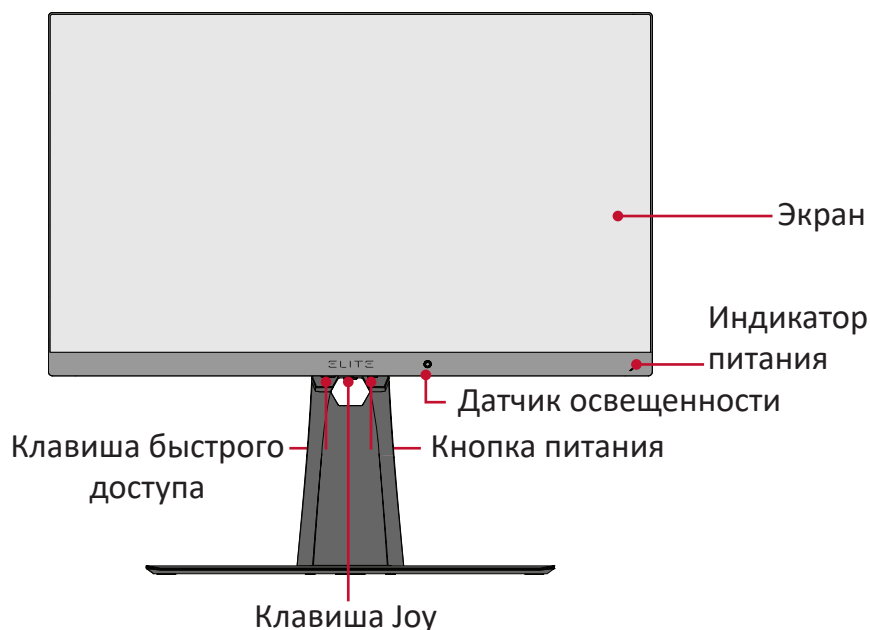 Экран
Индикатор
питания
ELITE
Датчик освещенности
Клавиша быстрого
доступа
Кнопка питания
Клавиша Joy